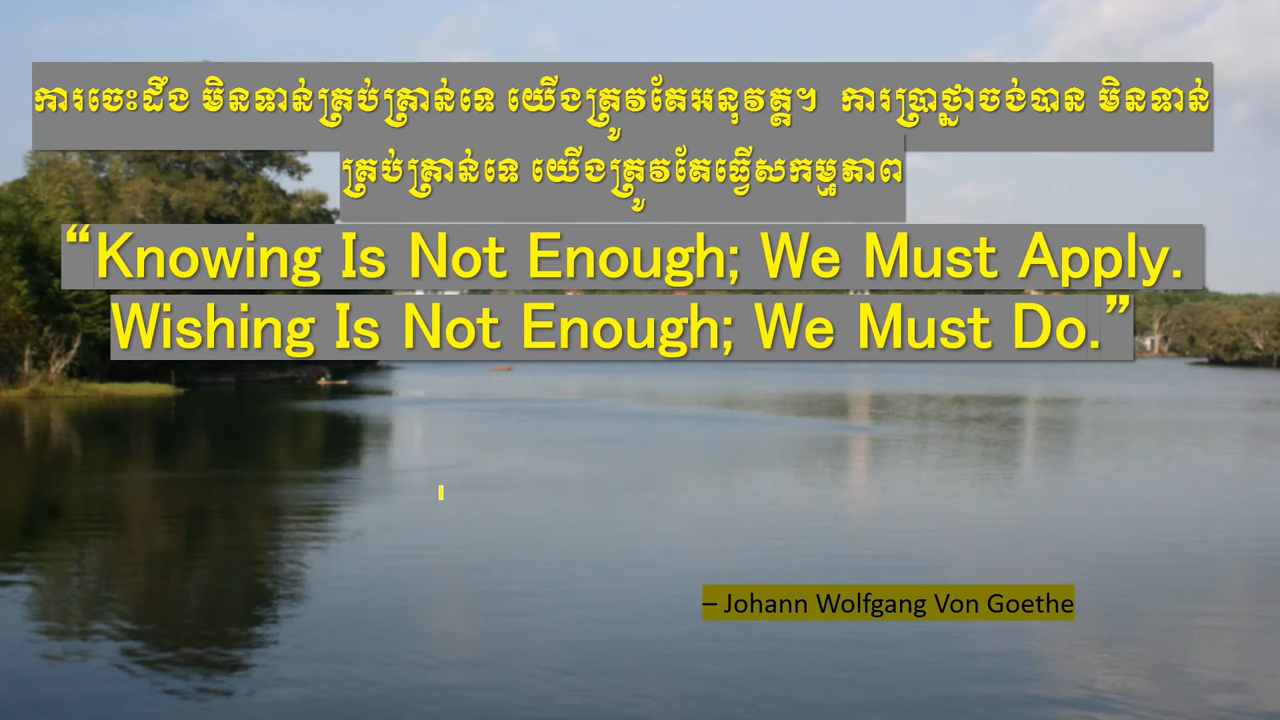 ការចេះដឹង មិនទាន់គ្រប់គ្រាន់ទេ យើងត្រូវតែអនុវត្ត។  ការប្រាថ្នាចង់បាន មិនទាន់
គ្រប់គ្រាន់ទេ យើងត្រូវតែធ្វើសកម្មភាព
“Knowing Is Not Enough; We Must Apply.
Wishing Is Not Enough; We Must Do.”
– Johann Wolfgang Von Goethe